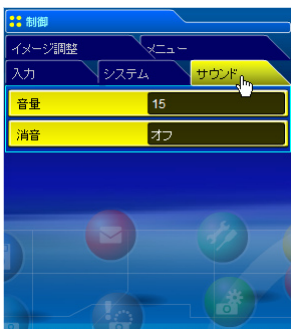 制御
イメージ調整 メニュー
入力 システム サウンド
音量 15
消音 オフ